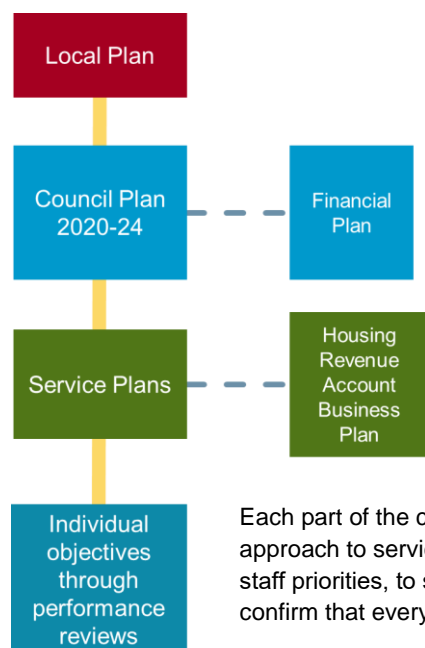 Local Plan
Council Plan
2020-24
Financial
Plan
Service Plans
Housing
Revenue
Account
Business
Plan
Individual
objectives
through
performance
reviews
Each part of the
approach to
staff priorities, to
confirm that every